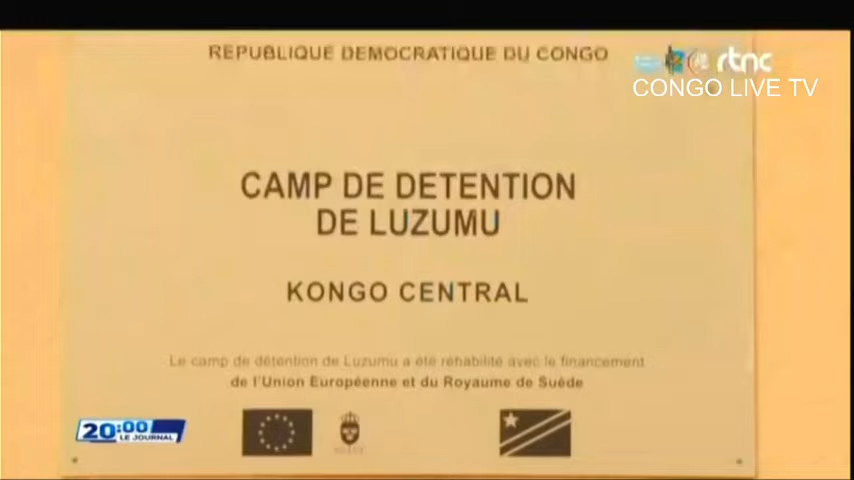 REPUBLIQUE DEMOCRATIQUE DU CONGO
rtnc
CONGO LIVE TV
CAMP DE DETENTION
DE LUZUMU
KONGO CENTRAL
Le camp de détention de Luzumu a été réhabilité avec le financement
de l'Union Européenne et du Royaume de Suède
20:00
LE JOURNAL